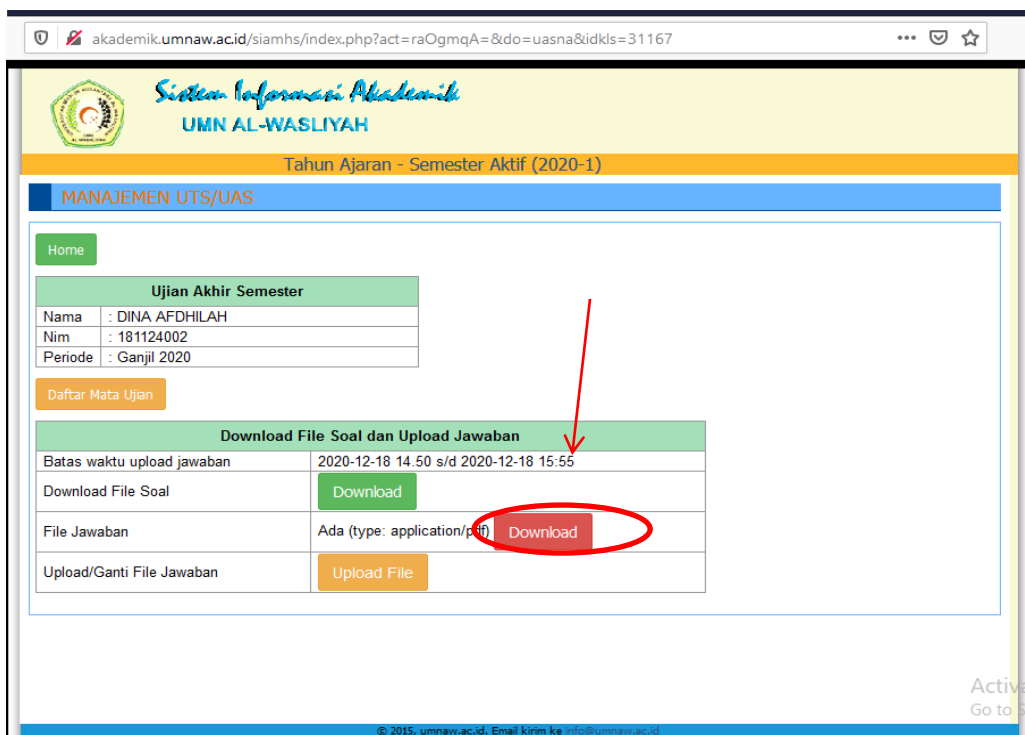 akademik.umnaw.ac.id/siamhs/index.php?act=raOgmqA=&do=uasna&idkls=31167
Sistem Informasi Akademik
UMN AL-WASLIYAH
Tahun Ajaran - Semester Aktif (2020-1)
MANAJEMEN UTS/UAS
Home
Ujian Akhir Semester
Nama : DINA AFDHILAH
Nim : 181124002
Periode : Ganjil 2020
Daftar Mata Ujian
Download File Soal dan Upload Jawaban
Batas waktu upload jawaban 2020-12-18 14.50 s/d 2020-12-18 15:55
Download File Soal Download
File Jawaban Ada (type: application/pdf) Download
Upload/Ganti File Jawaban Upload File
Activa
Go to S
© 2015, umnaw.ac.id. Email kirim ke info@umnaw.ac.id